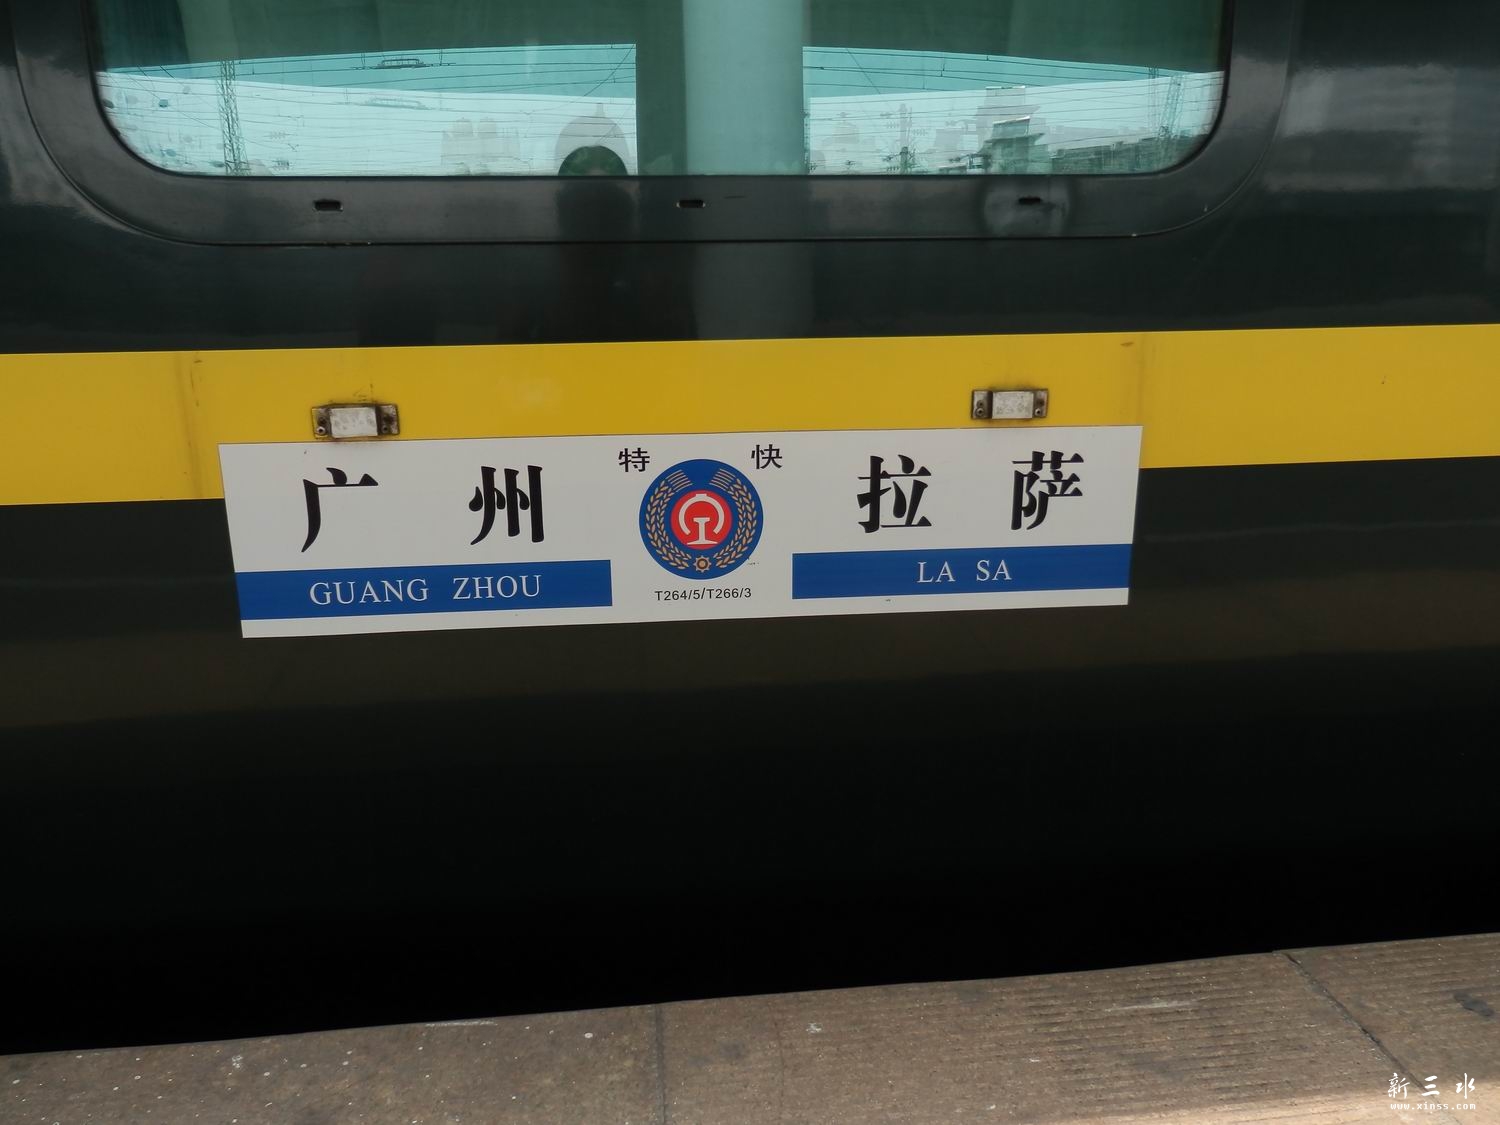 特 快
广 州
拉 萨
GUANG ZHOU
LA SA
T264/5/T266/3
新三水
www.xinss.com